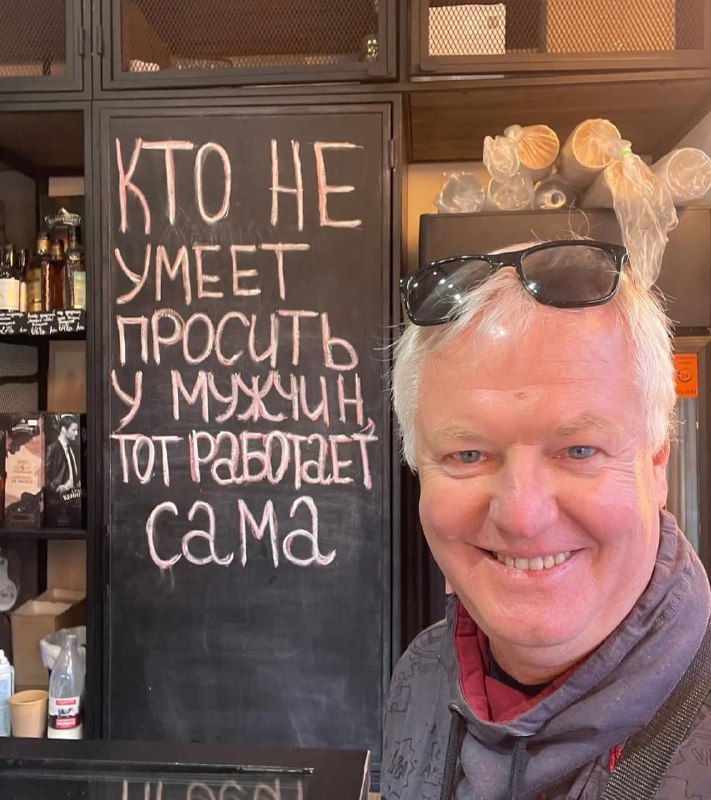 КТО НЕ
УМЕЕТ
ПРОСИТЬ
У МУЖЧИН,
ТОТ РАБОТАЕТ
САМА